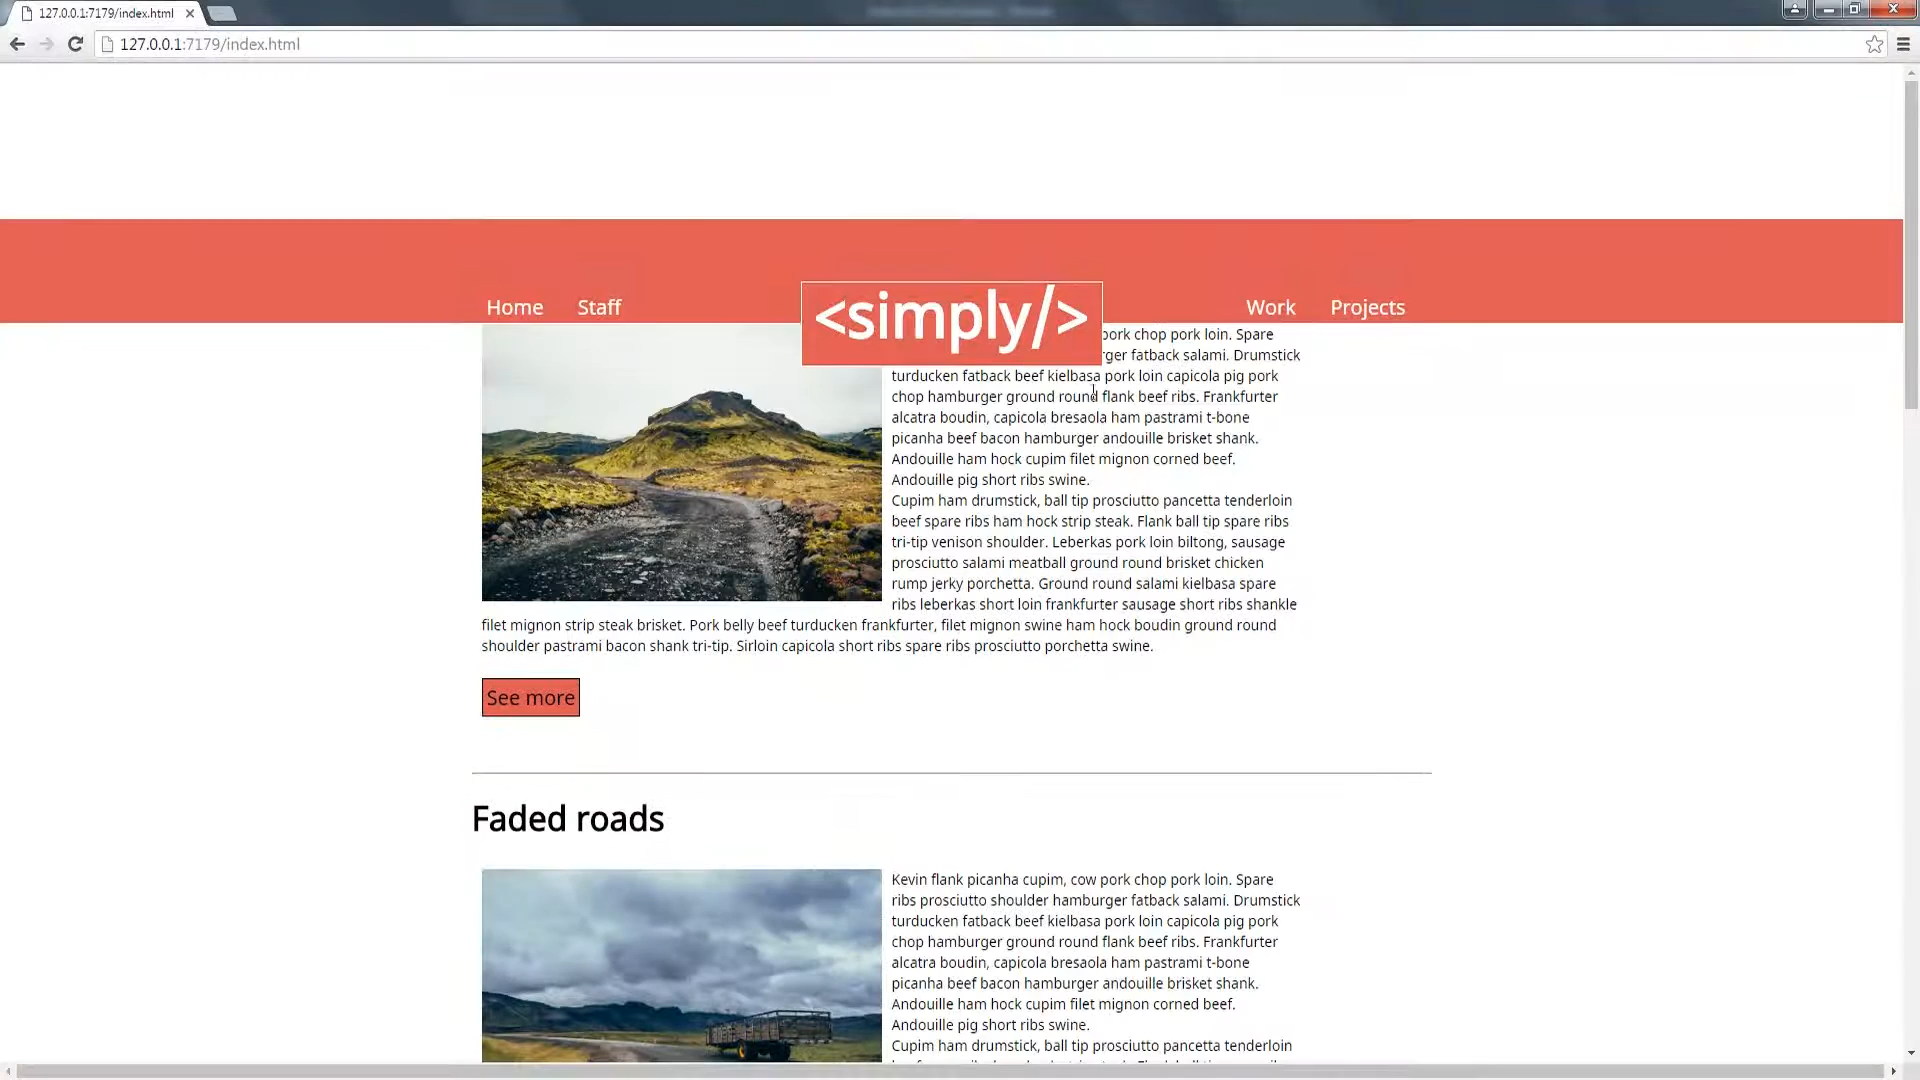 127.0.0.1:7179/index.html
127.0.0.1:7179/index.html
Home Staff <simply/> Work Projects
pork chop pork loin. Spare
rger fatback salami. Drumstick
turducken fatback beef kielbasa pork loin capicola pig pork
chop hamburger ground round flank beef ribs. Frankfurter
alcatra boudin, capicola bresaola ham pastrami t-bone
picanha beef bacon hamburger andouille brisket shank.
Andouille ham hock cupim filet mignon corned beef.
Andouille pig short ribs swine.
Cupim ham drumstick, ball tip prosciutto pancetta tenderloin
beef spare ribs ham hock strip steak. Flank ball tip spare ribs
tri-tip venison shoulder. Leberkas pork loin biltong, sausage
prosciutto salami meatball ground round brisket chicken
rump jerky porchetta. Ground round salami kielbasa spare
ribs leberkas short loin frankfurter sausage short ribs shankle
filet mignon strip steak brisket. Pork belly beef turducken frankfurter, filet mignon swine ham hock boudin ground round
shoulder pastrami bacon shank tri-tip. Sirloin capicola short ribs spare ribs prosciutto porchetta swine.
See more
Faded roads
Kevin flank picanha cupim, cow pork chop pork loin. Spare
ribs prosciutto shoulder hamburger fatback salami. Drumstick
turducken fatback beef kielbasa pork loin capicola pig pork
chop hamburger ground round flank beef ribs. Frankfurter
alcatra boudin, capicola bresaola ham pastrami t-bone
picanha beef bacon hamburger andouille brisket shank.
Andouille ham hock cupim filet mignon corned beef.
Andouille pig short ribs swine.
Cupim ham drumstick, ball tip prosciutto pancetta tenderloin